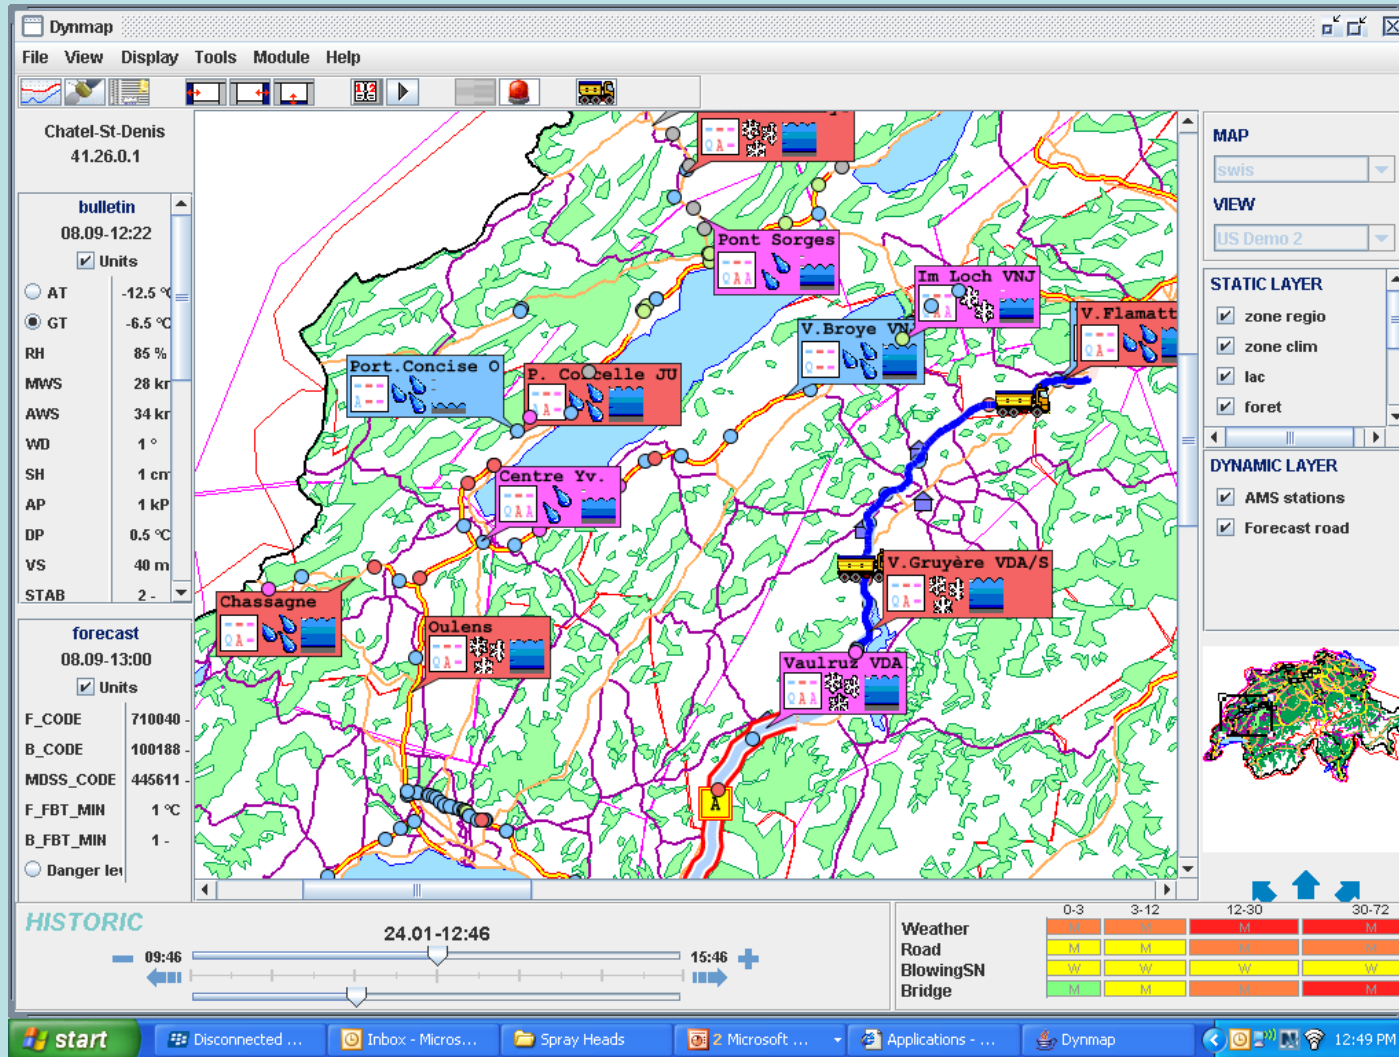 Dynmap
File View Display Tools Module Help
Chatel-St-Denis
41.26.0.1
bulletin
08.09-12:22
Units
AT -12.5 °C
GT -6.5 °C
RH 85 %
MWS 28 kr
AWS 34 kr
WD 1 °
SH 1 cm
AP 1 kP
DP 0.5 °C
VS 40 m
STAB 2 -
forecast
08.09-13:00
Units
F_CODE 710040 -
B_CODE 100188 -
MDSS_CODE 445611 -
F_FBT_MIN 1 °C
B_FBT_MIN 1 -
Danger lev
Pont Sorges
Im Loch VNJ
V.Flamatt
V.Broye VNJ
Port.Concise O
P. Corcelle JU
Centre Yv.
V.Gruyère VDA/S
Chassagne
Oulens
Vaulruz VDA
A
MAP
swis
VIEW
US Demo 2
STATIC LAYER
zone regio
zone clim
lac
foret
DYNAMIC LAYER
AMS stations
Forecast road
HISTORIC
24.01-12:46
09:46 15:46
0-3 3-12 12-30 30-72
Weather M M M M
Road M M M M
BlowingSN W W W W
Bridge M M M M
start Disconnected ... Inbox - Micros... Spray Heads 2 Microsoft ... Applications - ... Dynmap 12:49 PM